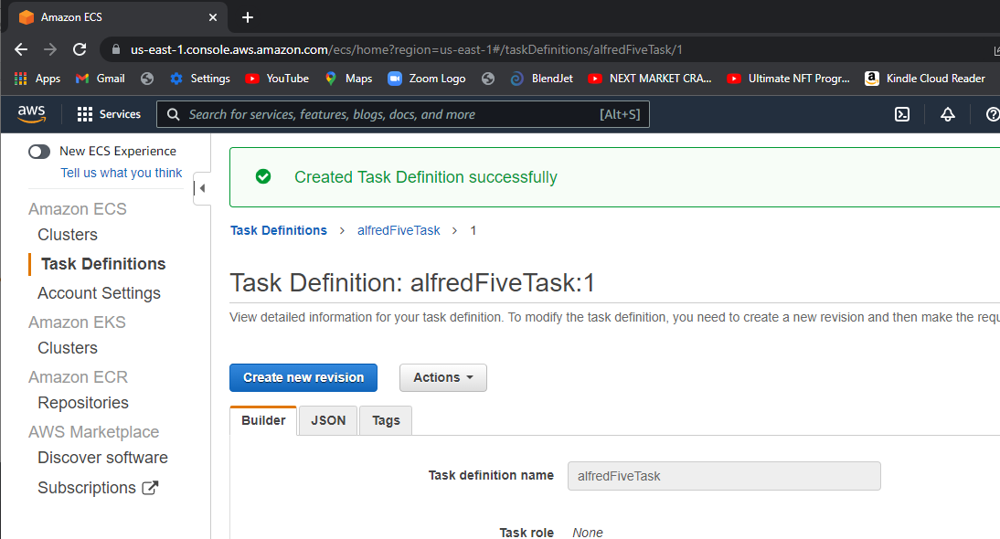 Amazon ECS
us-east-1.console.aws.amazon.com/ecs/home?region=us-east-1#/taskDefinitions/alfredFiveTask/1
Apps Gmail Settings YouTube Maps Zoom Logo BlendJet NEXT MARKET CRA... Ultimate NFT Progr... Kindle Cloud Reader
aws Services Search for services, features, blogs, docs, and more [Alt+S]
New ECS Experience
Tell us what you think
Amazon ECS
Clusters
Task Definitions
Account Settings
Amazon EKS
Clusters
Amazon ECR
Repositories
AWS Marketplace
Discover software
Subscriptions
Created Task Definition successfully
Task Definitions > alfredFiveTask > 1
Task Definition: alfredFiveTask:1
View detailed information for your task definition. To modify the task definition, you need to create a new revision and then make the requ
Create new revision Actions
Builder JSON Tags
Task definition name alfredFiveTask
Task role None